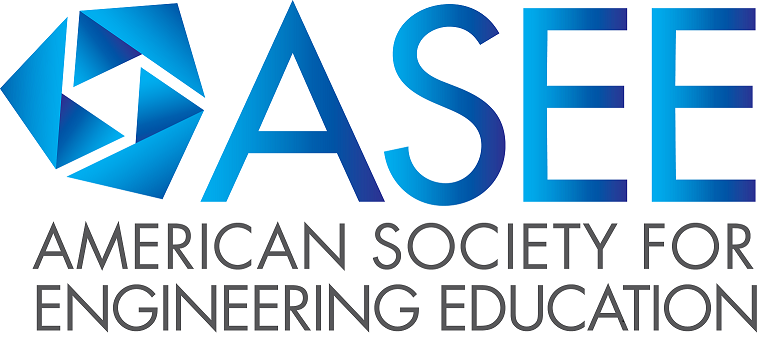 ASEE
AMERICAN SOCIETY FOR
ENGINEERING EDUCATION